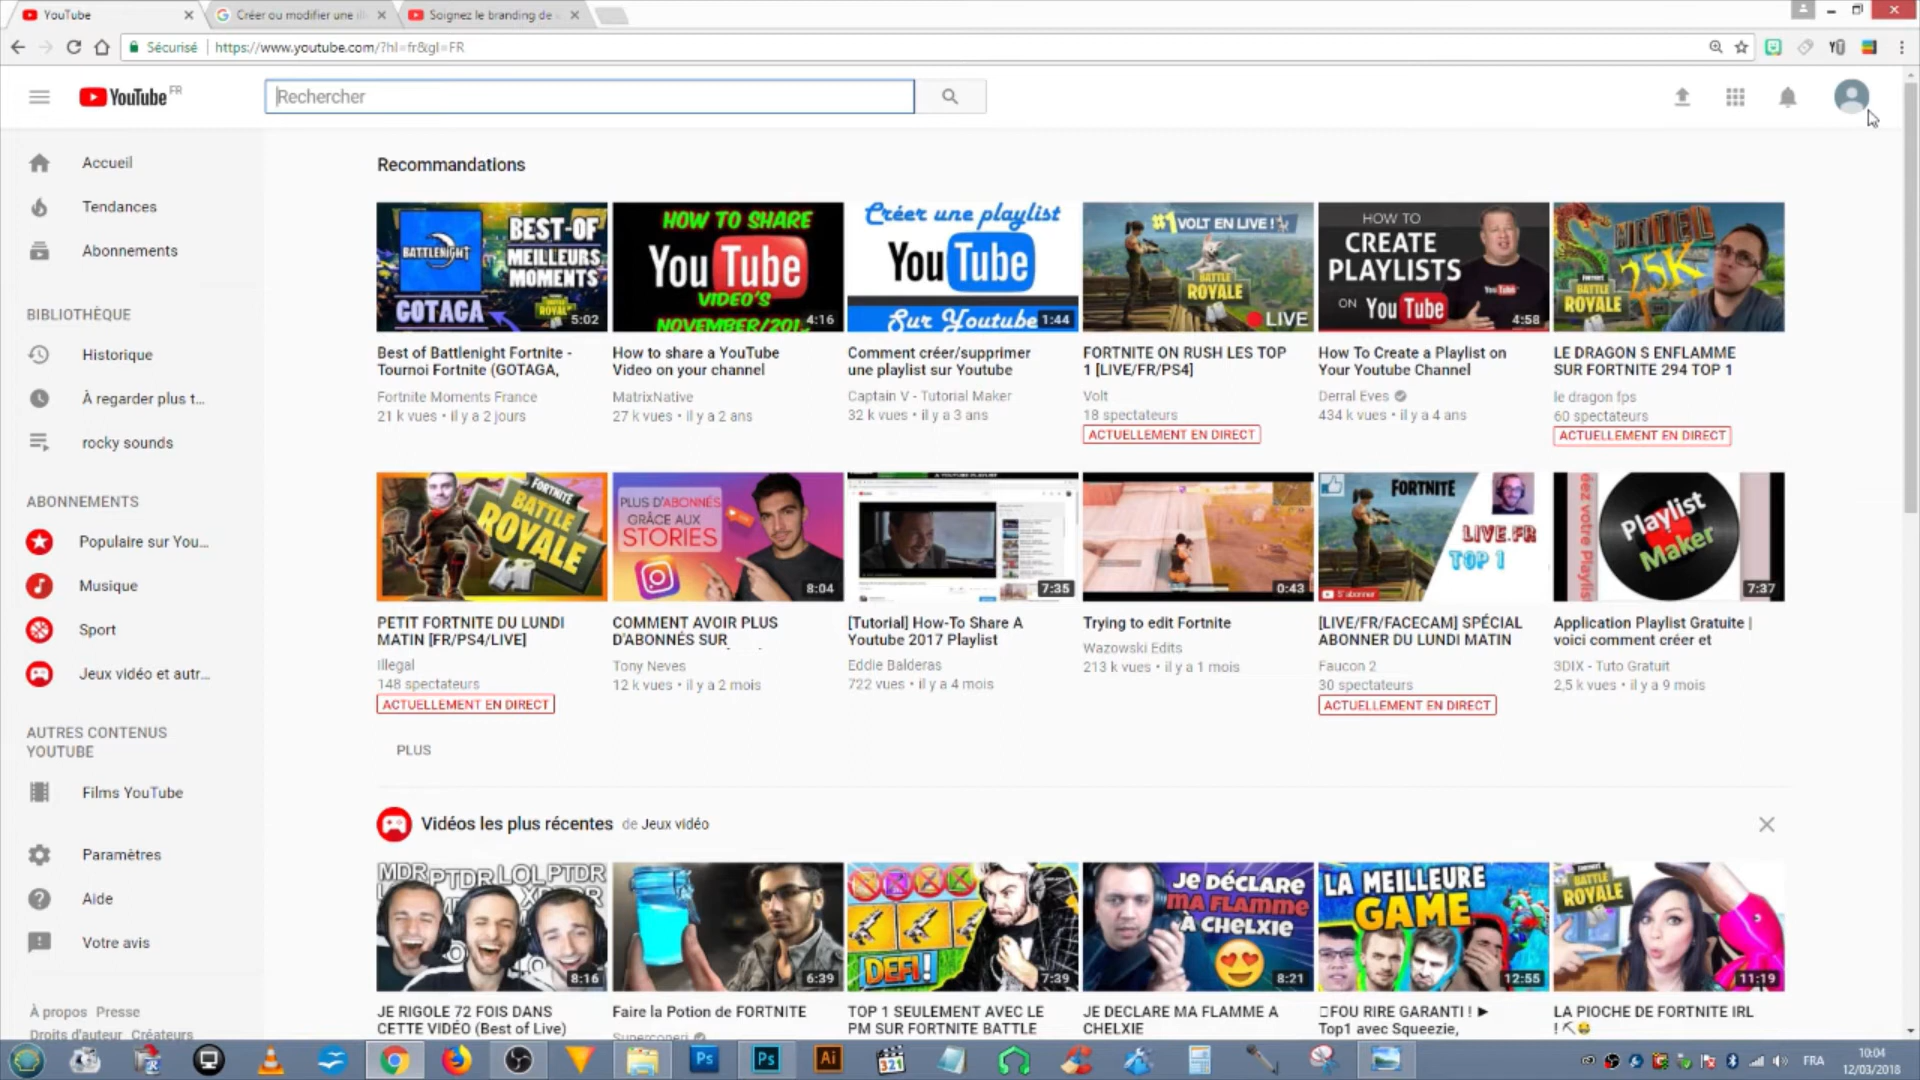 YouTube
Créer ou modifier une
Soignez le branding de
Sécurisé
https://www.youtube.com/?hl=fr&gl=FR
YouTube FR
Rechercher
Accueil
Tendances
Abonnements
BIBLIOTHÈQUE
Historique
À regarder plus t...
rocky sounds
ABONNEMENTS
Populaire sur You...
Musique
Sport
Jeux vidéo et autr...
AUTRES CONTENUS
YOUTUBE
Films YouTube
Paramètres
Aide
Votre avis
À propos Presse
Droits d'auteur Créateurs
Recommandations
BATTLENIGHT
BEST-OF
MEILLEURS
MOMENTS
GOTAGA
5:02
HOW TO SHARE
YouTube
VIDEO'S
4:16
Créer une playlist
YouTube
Sur Youtube
1:44
#1 VOLT EN LIVE !
BATTLE
ROYALE
LIVE
HOW TO
CREATE
PLAYLISTS
ON YouTube
4:58
25K
BATTLE
ROYALE
Best of Battlenight Fortnite -
Tournoi Fortnite (GOTAGA,
Fortnite Moments France
21 k vues • il y a 2 jours
How to share a YouTube
Video on your channel
MatrixNative
27 k vues • il y a 2 ans
Comment créer/supprimer
une playlist sur Youtube
Captain V - Tutorial Maker
32 k vues • il y a 3 ans
FORTNITE ON RUSH LES TOP
1 [LIVE/FR/PS4]
Volt
18 spectateurs
ACTUELLEMENT EN DIRECT
How To Create a Playlist on
Your Youtube Channel
Derral Eves
434 k vues • il y a 4 ans
LE DRAGON S ENFLAMME
SUR FORTNITE 294 TOP 1
le dragon fps
60 spectateurs
ACTUELLEMENT EN DIRECT
FORTNITE
BATTLE
ROYALE
PLUS D'ABONNÉS
GRÂCE AUX
STORIES
8:04
7:35
0:43
FORTNITE
LIVE.FR
TOP 1
S'abonner
Playlist
Maker
7:37
PETIT FORTNITE DU LUNDI
MATIN [FR/PS4/LIVE]
Illegal
148 spectateurs
ACTUELLEMENT EN DIRECT
COMMENT AVOIR PLUS
D'ABONNÉS SUR
Tony Neves
12 k vues • il y a 2 mois
[Tutorial] How-To Share A
Youtube 2017 Playlist
Eddie Balderas
722 vues • il y a 4 mois
Trying to edit Fortnite
Wazowski Edits
213 k vues • il y a 1 mois
[LIVE/FR/FACECAM] SPÉCIAL
ABONNER DU LUNDI MATIN
Faucon 2
30 spectateurs
ACTUELLEMENT EN DIRECT
Application Playlist Gratuite |
voici comment créer et
3DIX - Tuto Gratuit
2,5 k vues • il y a 9 mois
PLUS
Vidéos les plus récentes de Jeux vidéo
MDR PTDR LOL PTDR
8:16
6:39
DEFI!
7:39
JE DÉCLARE
MA FLAMME
À CHELXIE
8:21
LA MEILLEURE
GAME
12:55
BATTLE
ROYALE
11:19
JE RIGOLE 72 FOIS DANS
CETTE VIDÉO (Best of Live)
Faire la Potion de FORTNITE
Superconeri
TOP 1 SEULEMENT AVEC LE
PM SUR FORTNITE BATTLE
JE DECLARE MA FLAMME A
CHELXIE
FOU RIRE GARANTI ! ►
Top1 avec Squeezie,
LA PIOCHE DE FORTNITE IRL
!
Ps
Ps
Ai
321
FRA
10:04
12/03/2018